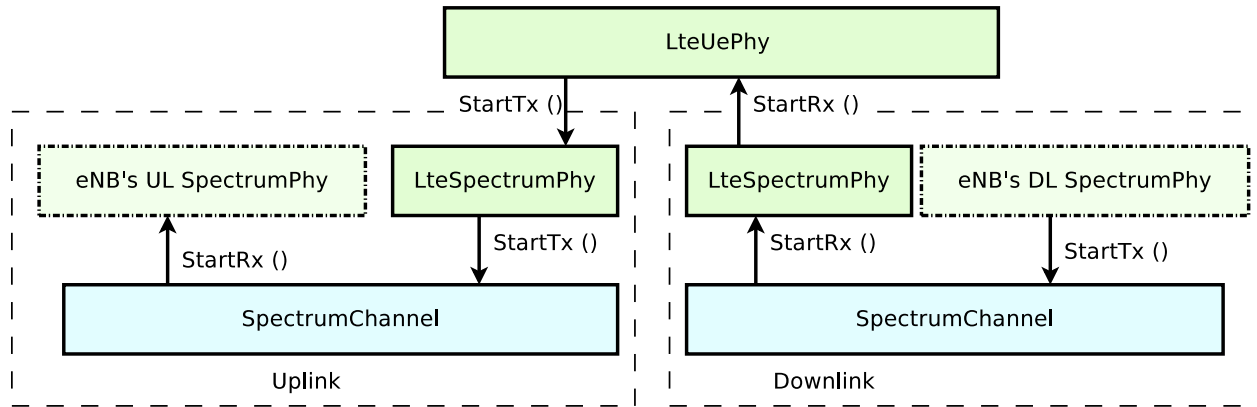 LteUePhy
StartTx ()
StartRx ()
eNB's UL SpectrumPhy
LteSpectrumPhy
LteSpectrumPhy
eNB's DL SpectrumPhy
StartRx ()
StartTx ()
StartRx ()
StartTx ()
SpectrumChannel
SpectrumChannel
Uplink
Downlink